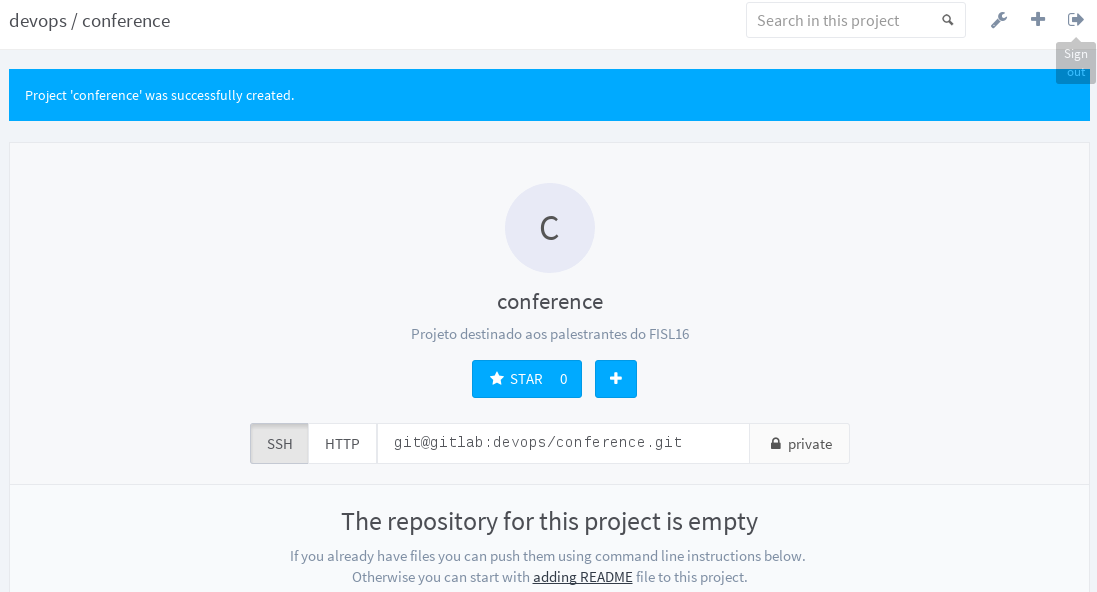 devops / conference
Search in this project
Sign
out
Project 'conference' was successfully created.
C
conference
Projeto destinado aos palestrantes do FISL16
STAR 0
SSH HTTP git@gitlab:devops/conference.git private
The repository for this project is empty
If you already have files you can push them using command line instructions below.
Otherwise you can start with adding README file to this project.